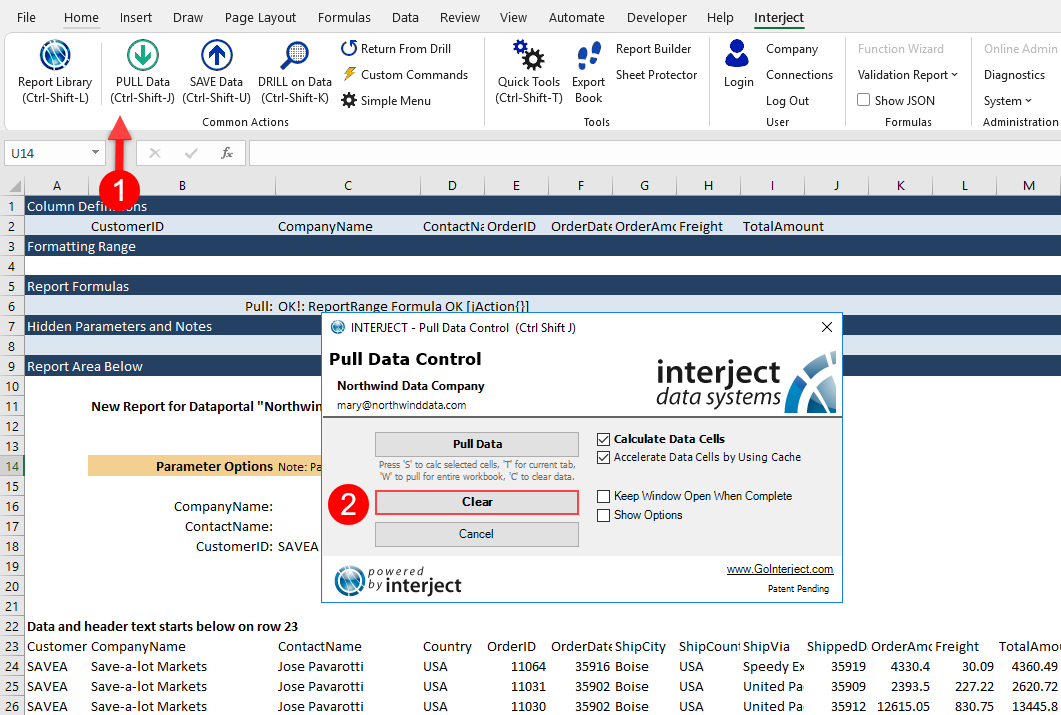 File Home Insert Draw Page Layout Formulas Data Review View Automate Developer Help Interject
Report Library (Ctrl-Shift-L)
PULL Data (Ctrl-Shift-J)
SAVE Data (Ctrl-Shift-U)
DRILL on Data (Ctrl-Shift-K)
Return From Drill
Custom Commands
Simple Menu
Common Actions
Quick Tools (Ctrl-Shift-T)
Export Book
Report Builder
Sheet Protector
Tools
Login
Company
Connections
Log Out
User
Function Wizard
Validation Report
Show JSON
Formulas
Online Admin
Diagnostics
System
Administration
U14 fx
1
A B C D E F G H I J K L M
1 Column Definitions
2 CustomerID CompanyName ContactNa OrderID OrderDate OrderAmo Freight TotalAmount
3 Formatting Range
4
5 Report Formulas
6 Pull: OK!: ReportRange Formula OK [jAction{}]
7 Hidden Parameters and Notes
8
9 Report Area Below
10
11 New Report for Dataportal "Northwin
12
13
14 Parameter Options Note: Pa
15
16 CompanyName:
17 ContactName:
18 CustomerID: SAVEA
19
20
21
INTERJECT - Pull Data Control (Ctrl Shift J)
Pull Data Control
Northwind Data Company
mary@northwinddata.com
interject
data systems
Pull Data
Press 'S' to calc selected cells, 'T' for current tab,
'W' to pull for entire workbook, 'C' to clear data.
2
Clear
Cancel
Calculate Data Cells
Accelerate Data Cells by Using Cache
Keep Window Open When Complete
Show Options
powered
by interject
www.GoInterject.com
Patent Pending
22 Data and header text starts below on row 23
23 Customer CompanyName ContactName Country OrderID OrderDate ShipCity ShipCount ShipVia ShippedD OrderAmo Freight TotalAmou
24 SAVEA Save-a-lot Markets Jose Pavarotti USA 11064 35916 Boise USA Speedy Ex 35919 4330.4 30.09 4360.49
25 SAVEA Save-a-lot Markets Jose Pavarotti USA 11031 35902 Boise USA United Pa 35909 2393.5 227.22 2620.72
26 SAVEA Save-a-lot Markets Jose Pavarotti USA 11030 35902 Boise USA United Pa 35912 12615.05 830.75 13445.8